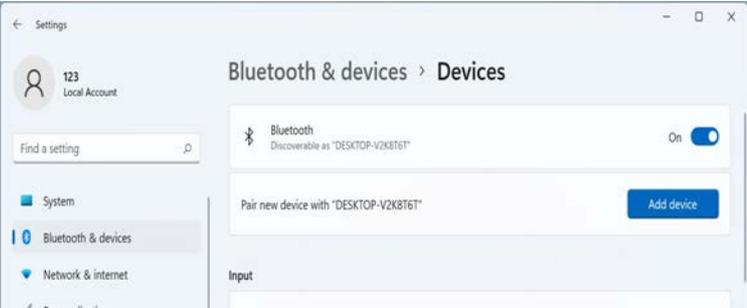 Settings
123
Local Account
Find a setting
System
Bluetooth & devices
Network & internet
Bluetooth & devices > Devices
Bluetooth
Discoverable as "DESKTOP-V2K8T6T"
On
Pair new device with "DESKTOP-V2K8T6T"
Add device
Input